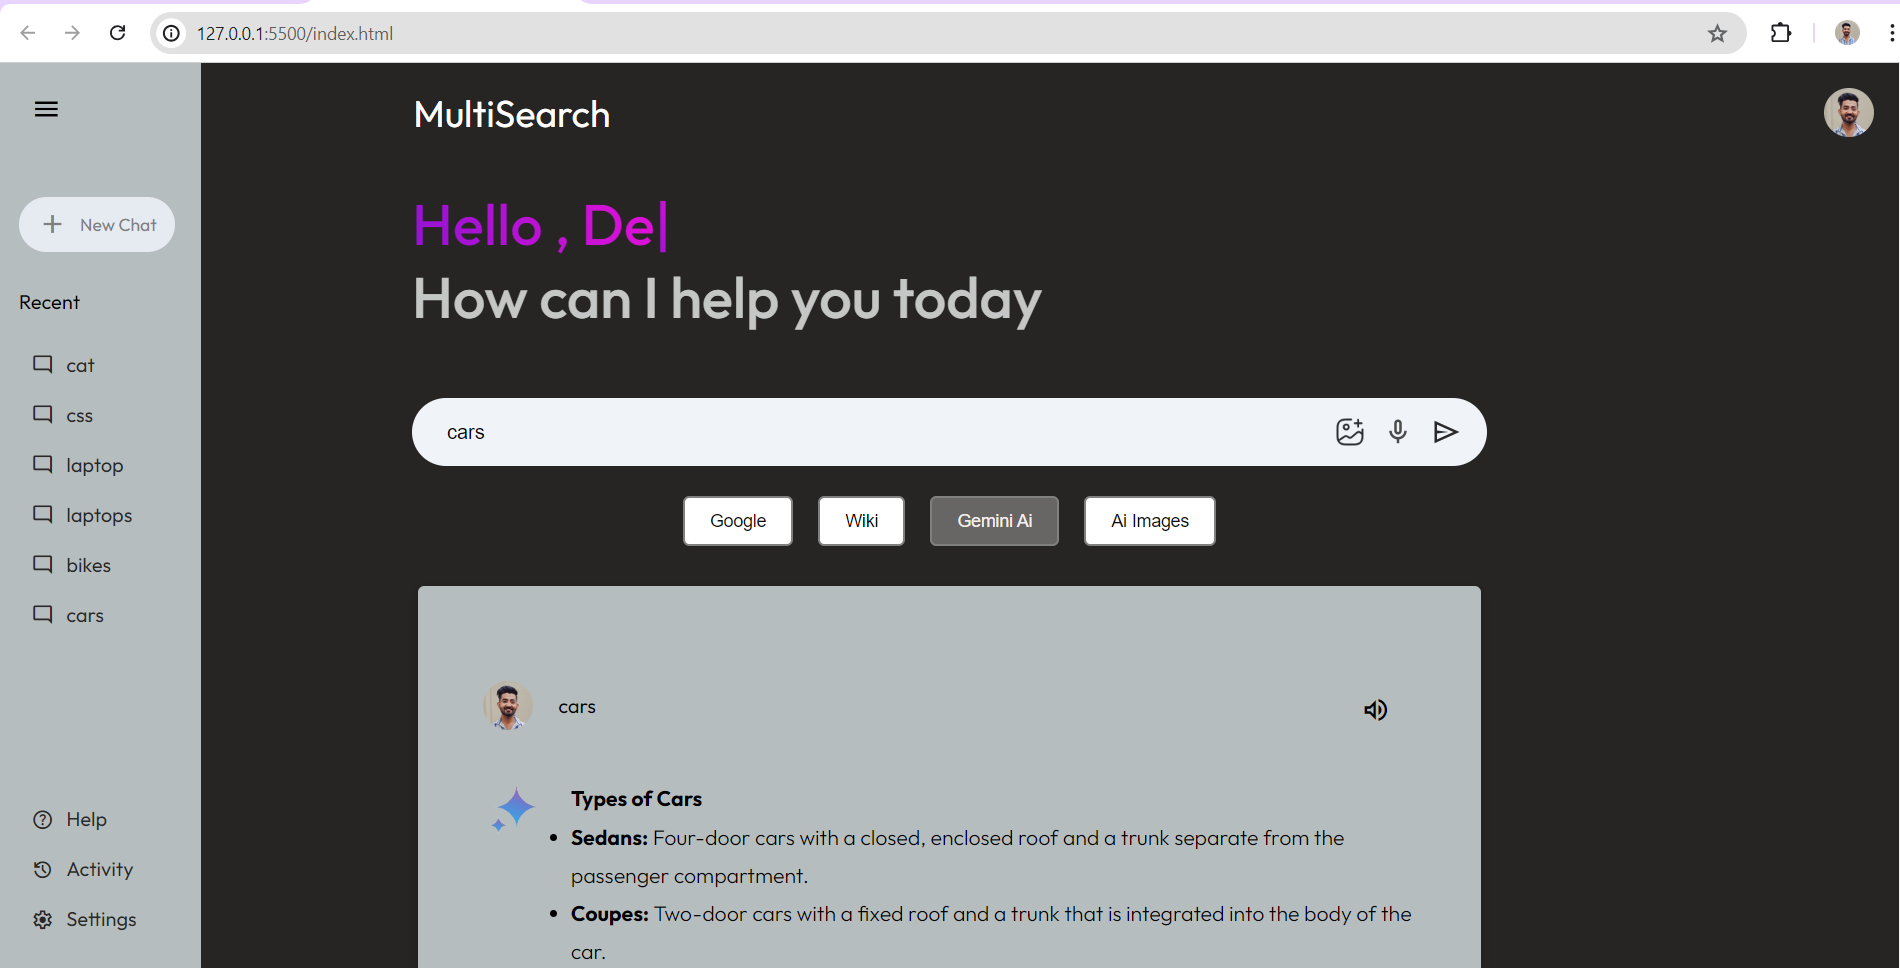 127.0.0.1:5500/index.html
MultiSearch
Hello , De|
How can I help you today
New Chat
Recent
cat
css
laptop
laptops
bikes
cars
Help
Activity
Settings
cars
Google Wiki Gemini Ai Ai Images
cars
Types of Cars
• Sedans: Four-door cars with a closed, enclosed roof and a trunk separate from the
passenger compartment.
• Coupes: Two-door cars with a fixed roof and a trunk that is integrated into the body of the
car.